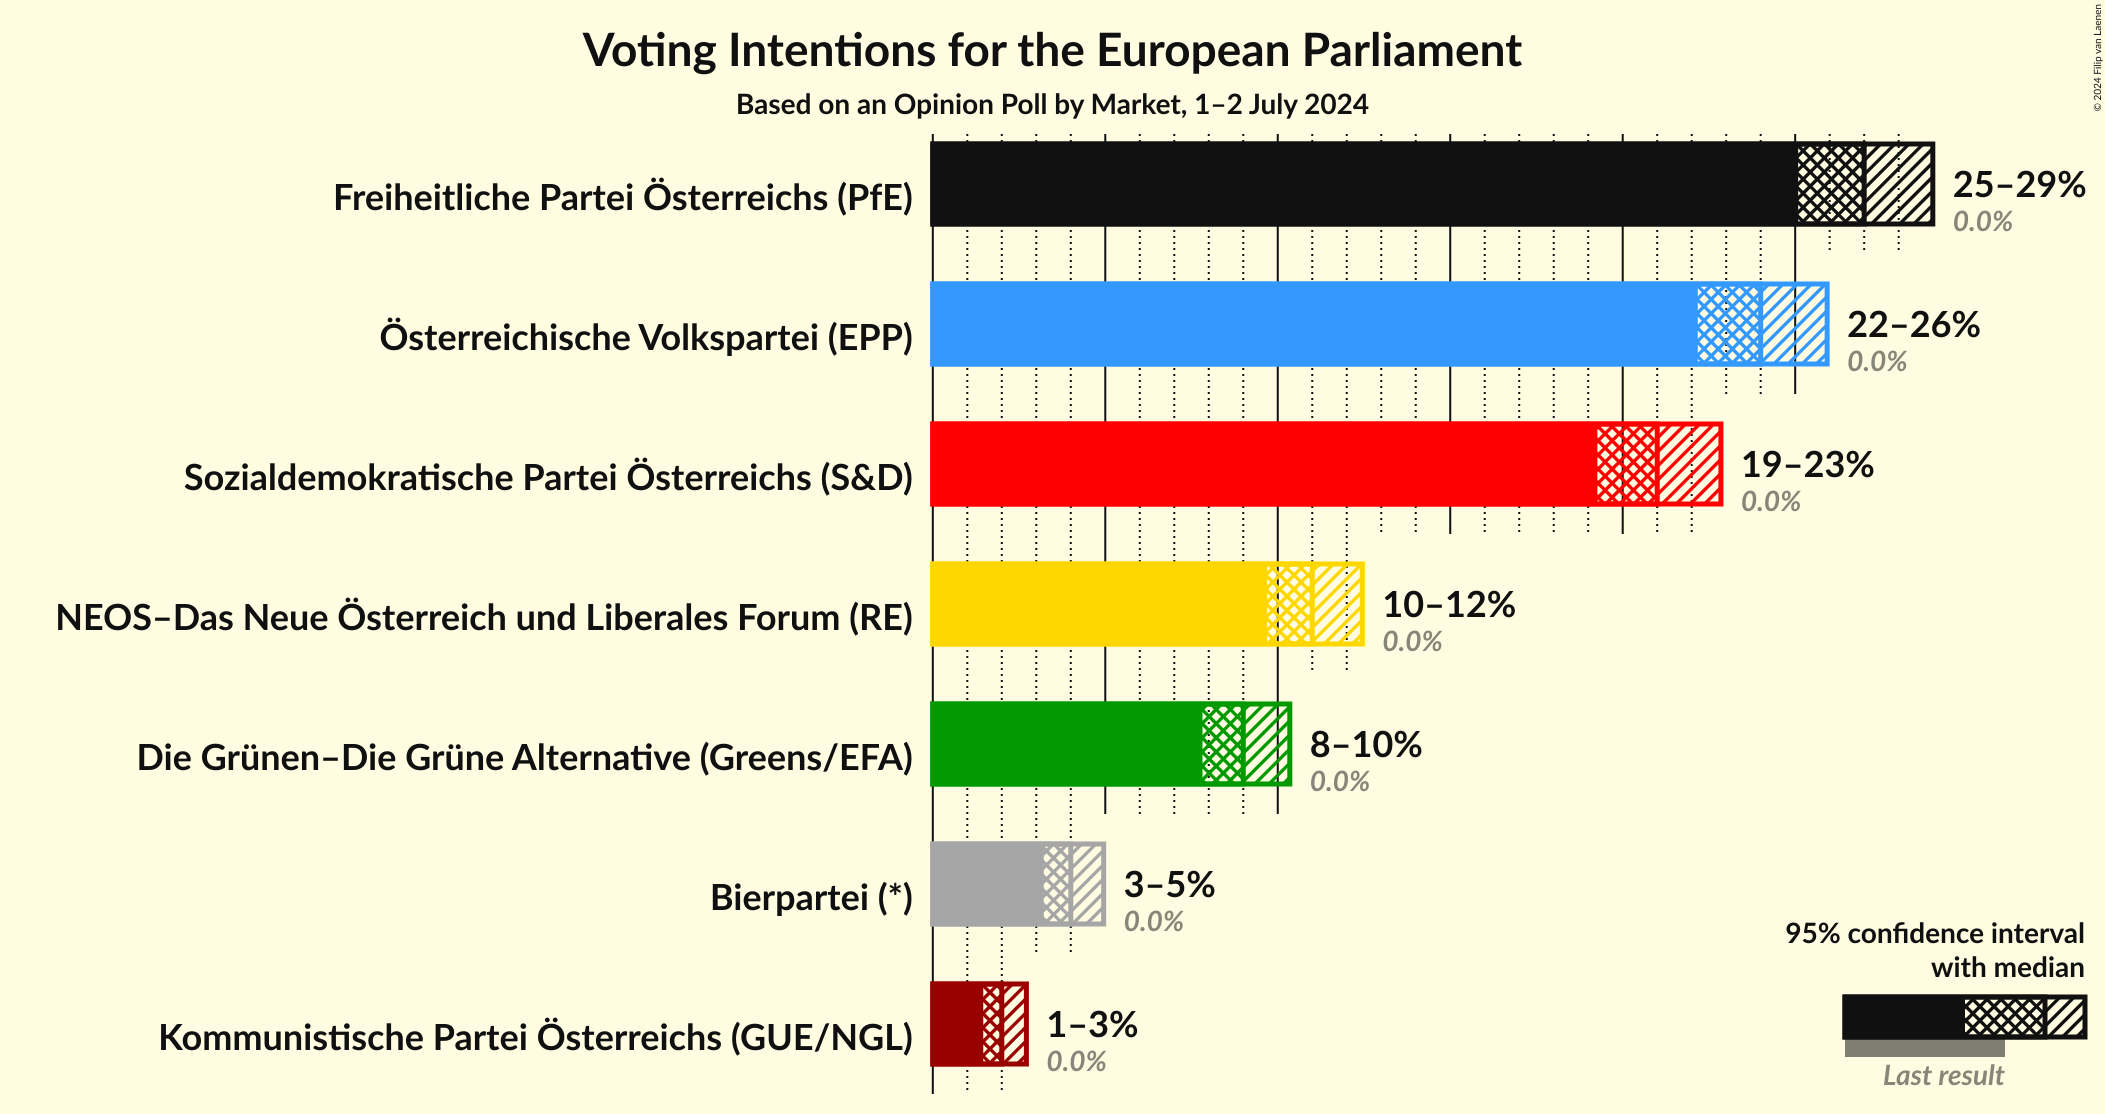 Voting Intentions for the European Parliament
Based on an Opinion Poll by Market, 1–2 July 2024
© 2024 Filip van Laenen
Freiheitliche Partei Österreichs (PfE)
25–29%
0.0%
Österreichische Volkspartei (EPP)
22–26%
0.0%
Sozialdemokratische Partei Österreichs (S&D)
19–23%
0.0%
NEOS–Das Neue Österreich und Liberales Forum (RE)
10–12%
0.0%
Die Grünen–Die Grüne Alternative (Greens/EFA)
8–10%
0.0%
Bierpartei (*)
3–5%
0.0%
Kommunistische Partei Österreichs (GUE/NGL)
1–3%
0.0%
95% confidence interval
with median
Last result